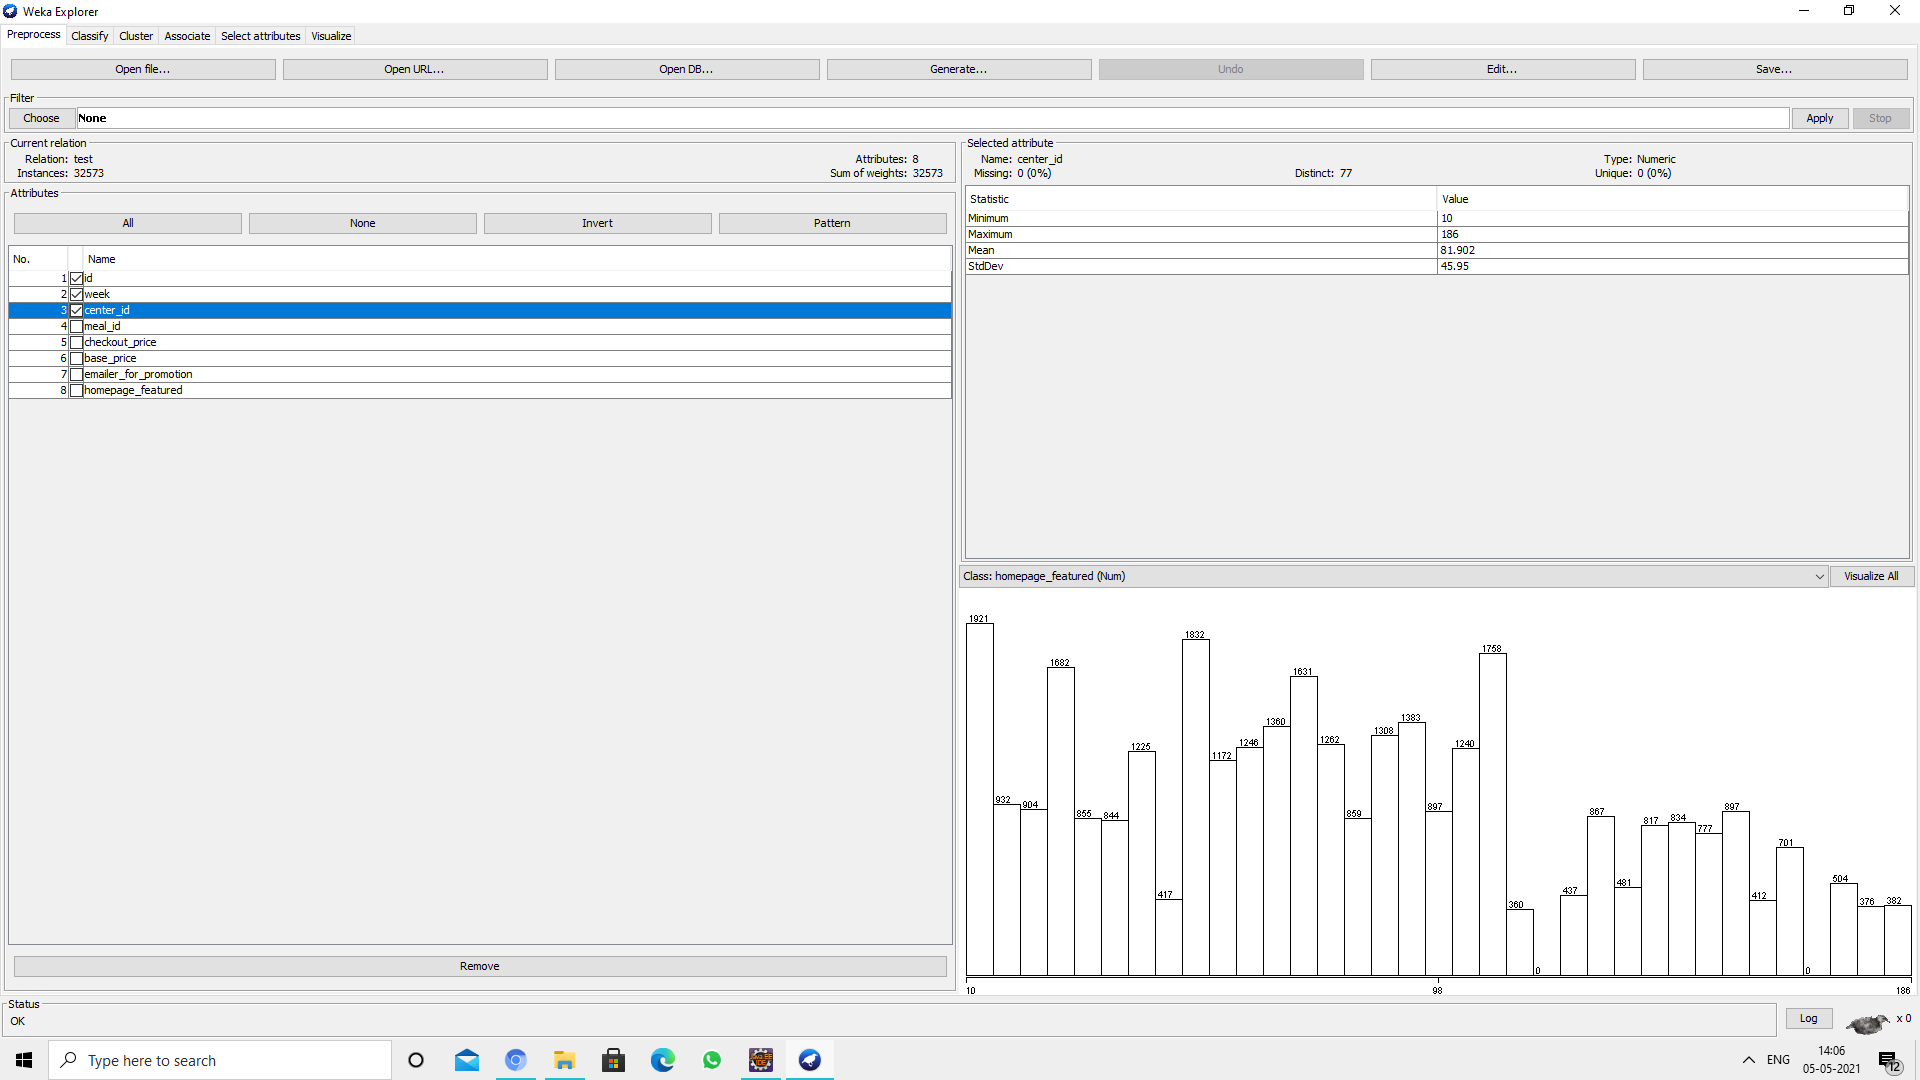 Weka Explorer
Preprocess Classify Cluster Associate Select attributes Visualize
Open file... Open URL... Open DB... Generate... Undo Edit... Save...
Filter
Choose None Apply Stop
Current relation
Relation: test Attributes: 8
Instances: 32573 Sum of weights: 32573
Attributes
All None Invert Pattern
No. Name
1 id
2 week
3 center_id
4 meal_id
5 checkout_price
6 base_price
7 emailer_for_promotion
8 homepage_featured
Remove
Selected attribute
Name: center_id Type: Numeric
Missing: 0 (0%) Distinct: 77 Unique: 0 (0%)
Statistic Value
Minimum 10
Maximum 186
Mean 81.902
StdDev 45.95
Class: homepage_featured (Num) Visualize All
1921 932 904 1682 855 844 1225 417 1832 1172 1246 1360 1631 1262 859 1308 1383 897 1240 1758 360 0 437 867 481 817 834 777 897 412 701 0 504 376 382
10 98 186
Status
OK
Log x 0
Type here to search
ENG
14:06
05-05-2021
12